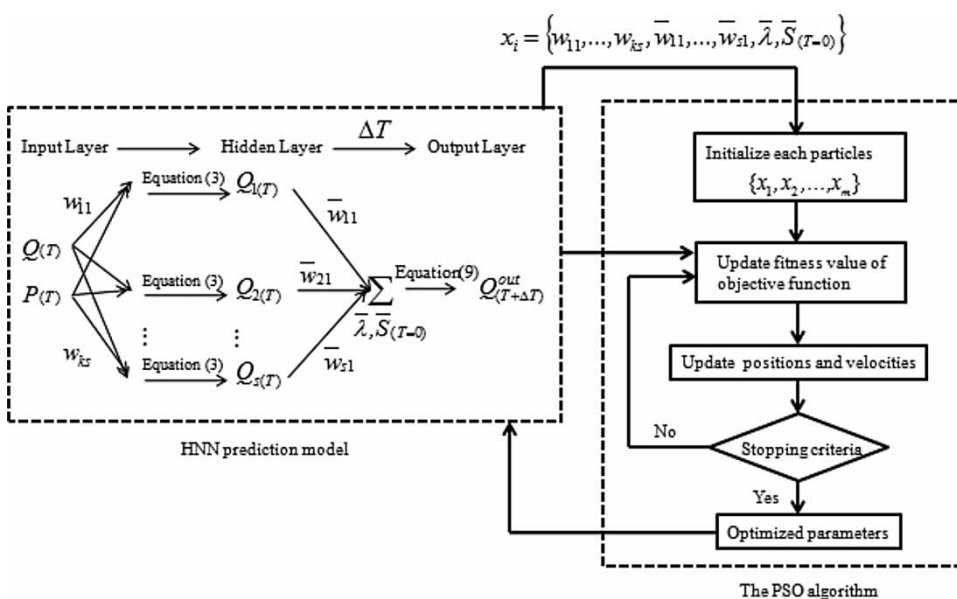 x_i = {w_11,...,w_ks, w̅_11,...,w̅_s1, λ̅, S̅_(T=0)}
Input Layer
Hidden Layer
ΔT
Output Layer
w_11
Equation (3)
Q_1(T)
w̅_11
Q(T)
P(T)
Equation (3)
Q_2(T)
w̅_21
∑
Equation(9)
Q^out_(T+ΔT)
λ̅, S̅_(T=0)
⋮
⋮
w_ks
Equation (3)
Q_s(T)
w̅_s1
HNN prediction model
Initialize each particles
{x_1, x_2, ..., x_m}
Update fitness value of
objective function
Update positions and velocities
No
Stopping criteria
Yes
Optimized parameters
The PSO algorithm